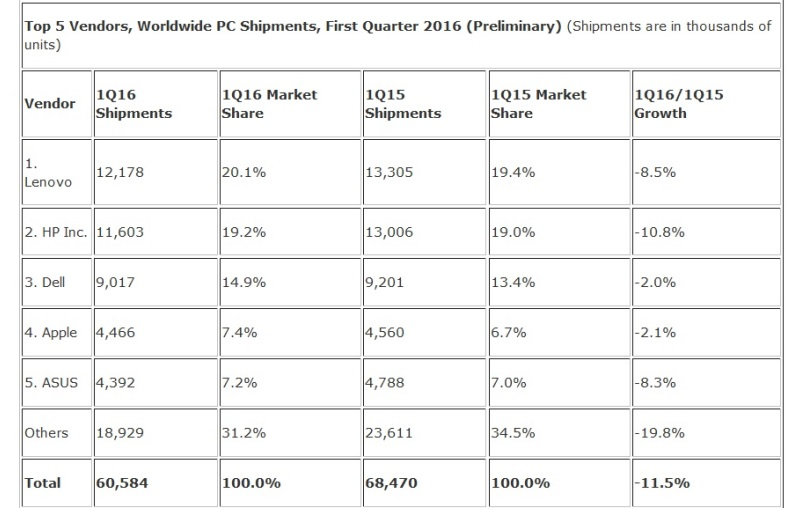 Top 5 Vendors, Worldwide PC Shipments, First Quarter 2016 (Preliminary) (Shipments are in thousands of
units)
Vendor 1Q16 Shipments 1Q16 Market Share 1Q15 Shipments 1Q15 Market Share 1Q16/1Q15 Growth
1. Lenovo 12,178 20.1% 13,305 19.4% -8.5%
2. HP Inc. 11,603 19.2% 13,006 19.0% -10.8%
3. Dell 9,017 14.9% 9,201 13.4% -2.0%
4. Apple 4,466 7.4% 4,560 6.7% -2.1%
5. ASUS 4,392 7.2% 4,788 7.0% -8.3%
Others 18,929 31.2% 23,611 34.5% -19.8%
Total 60,584 100.0% 68,470 100.0% -11.5%